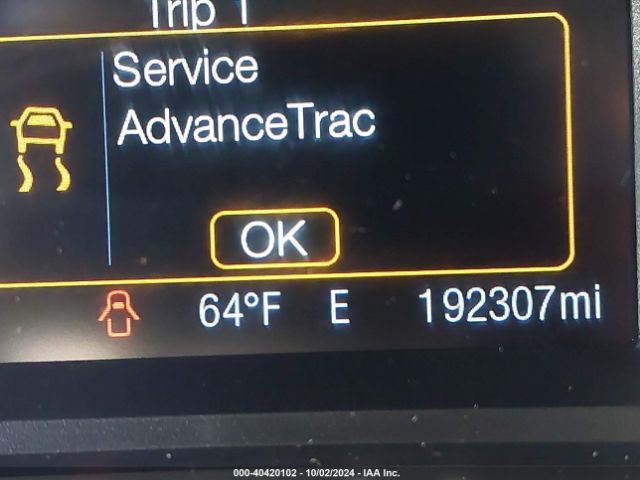 Trip 1
Service
AdvanceTrac
OK
64°F E 192307mi
000-40420102 - 10/02/2024 - IAA Inc.